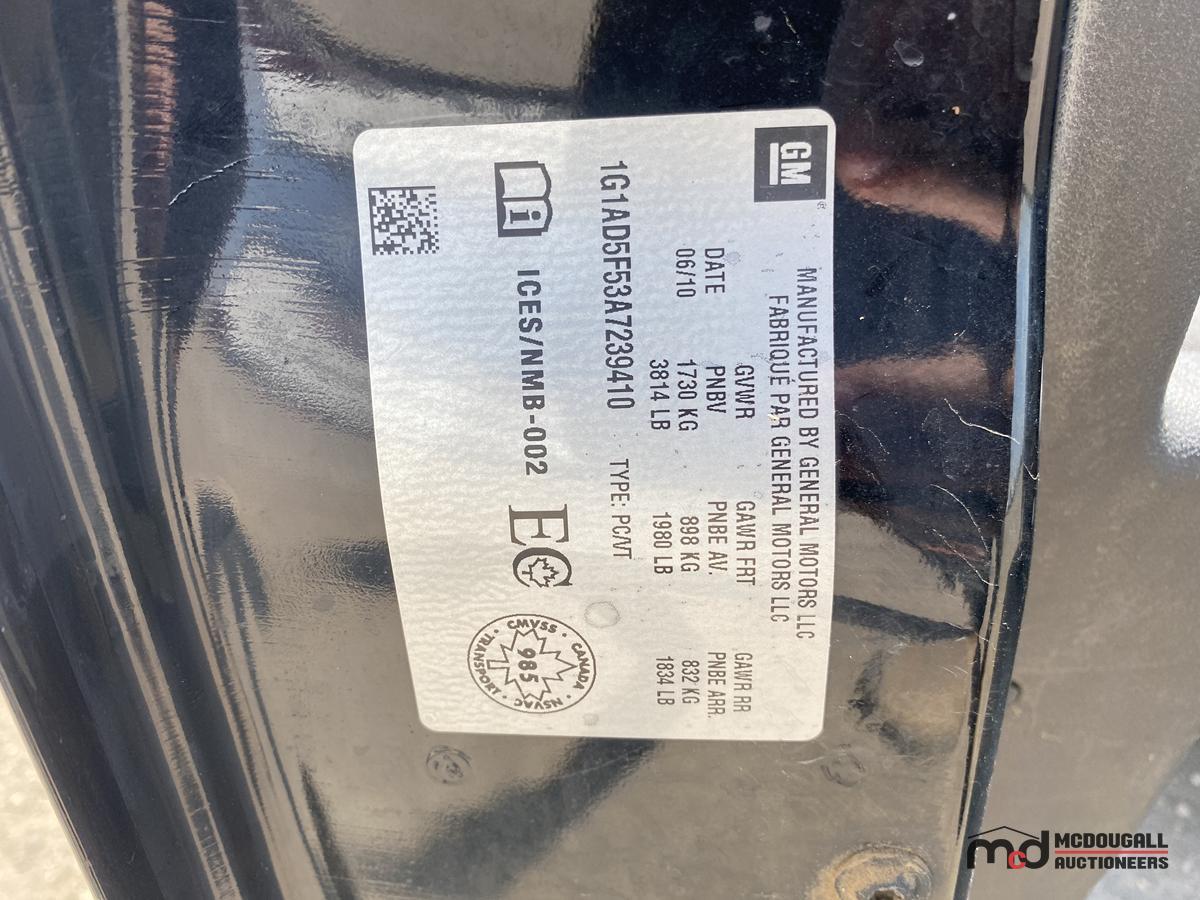 GM
MANUFACTURED BY GENERAL MOTORS LLC
FABRIQUÉ PAR GENERAL MOTORS LLC
DATE GVWR GAWR FRT GAWR RR
PNBV PNBE AV. PNBE ARR.
06/10 1730 KG 898 KG 832 KG
3814 LB 1980 LB 1834 LB
1G1AD5F53A7239410 TYPE: PC/VT
i ICES/NMB-002 EC
CMVSS · CANADA · NSVAC · TRANSPORT ·
985
mcd MCDOUGALL
AUCTIONEERS